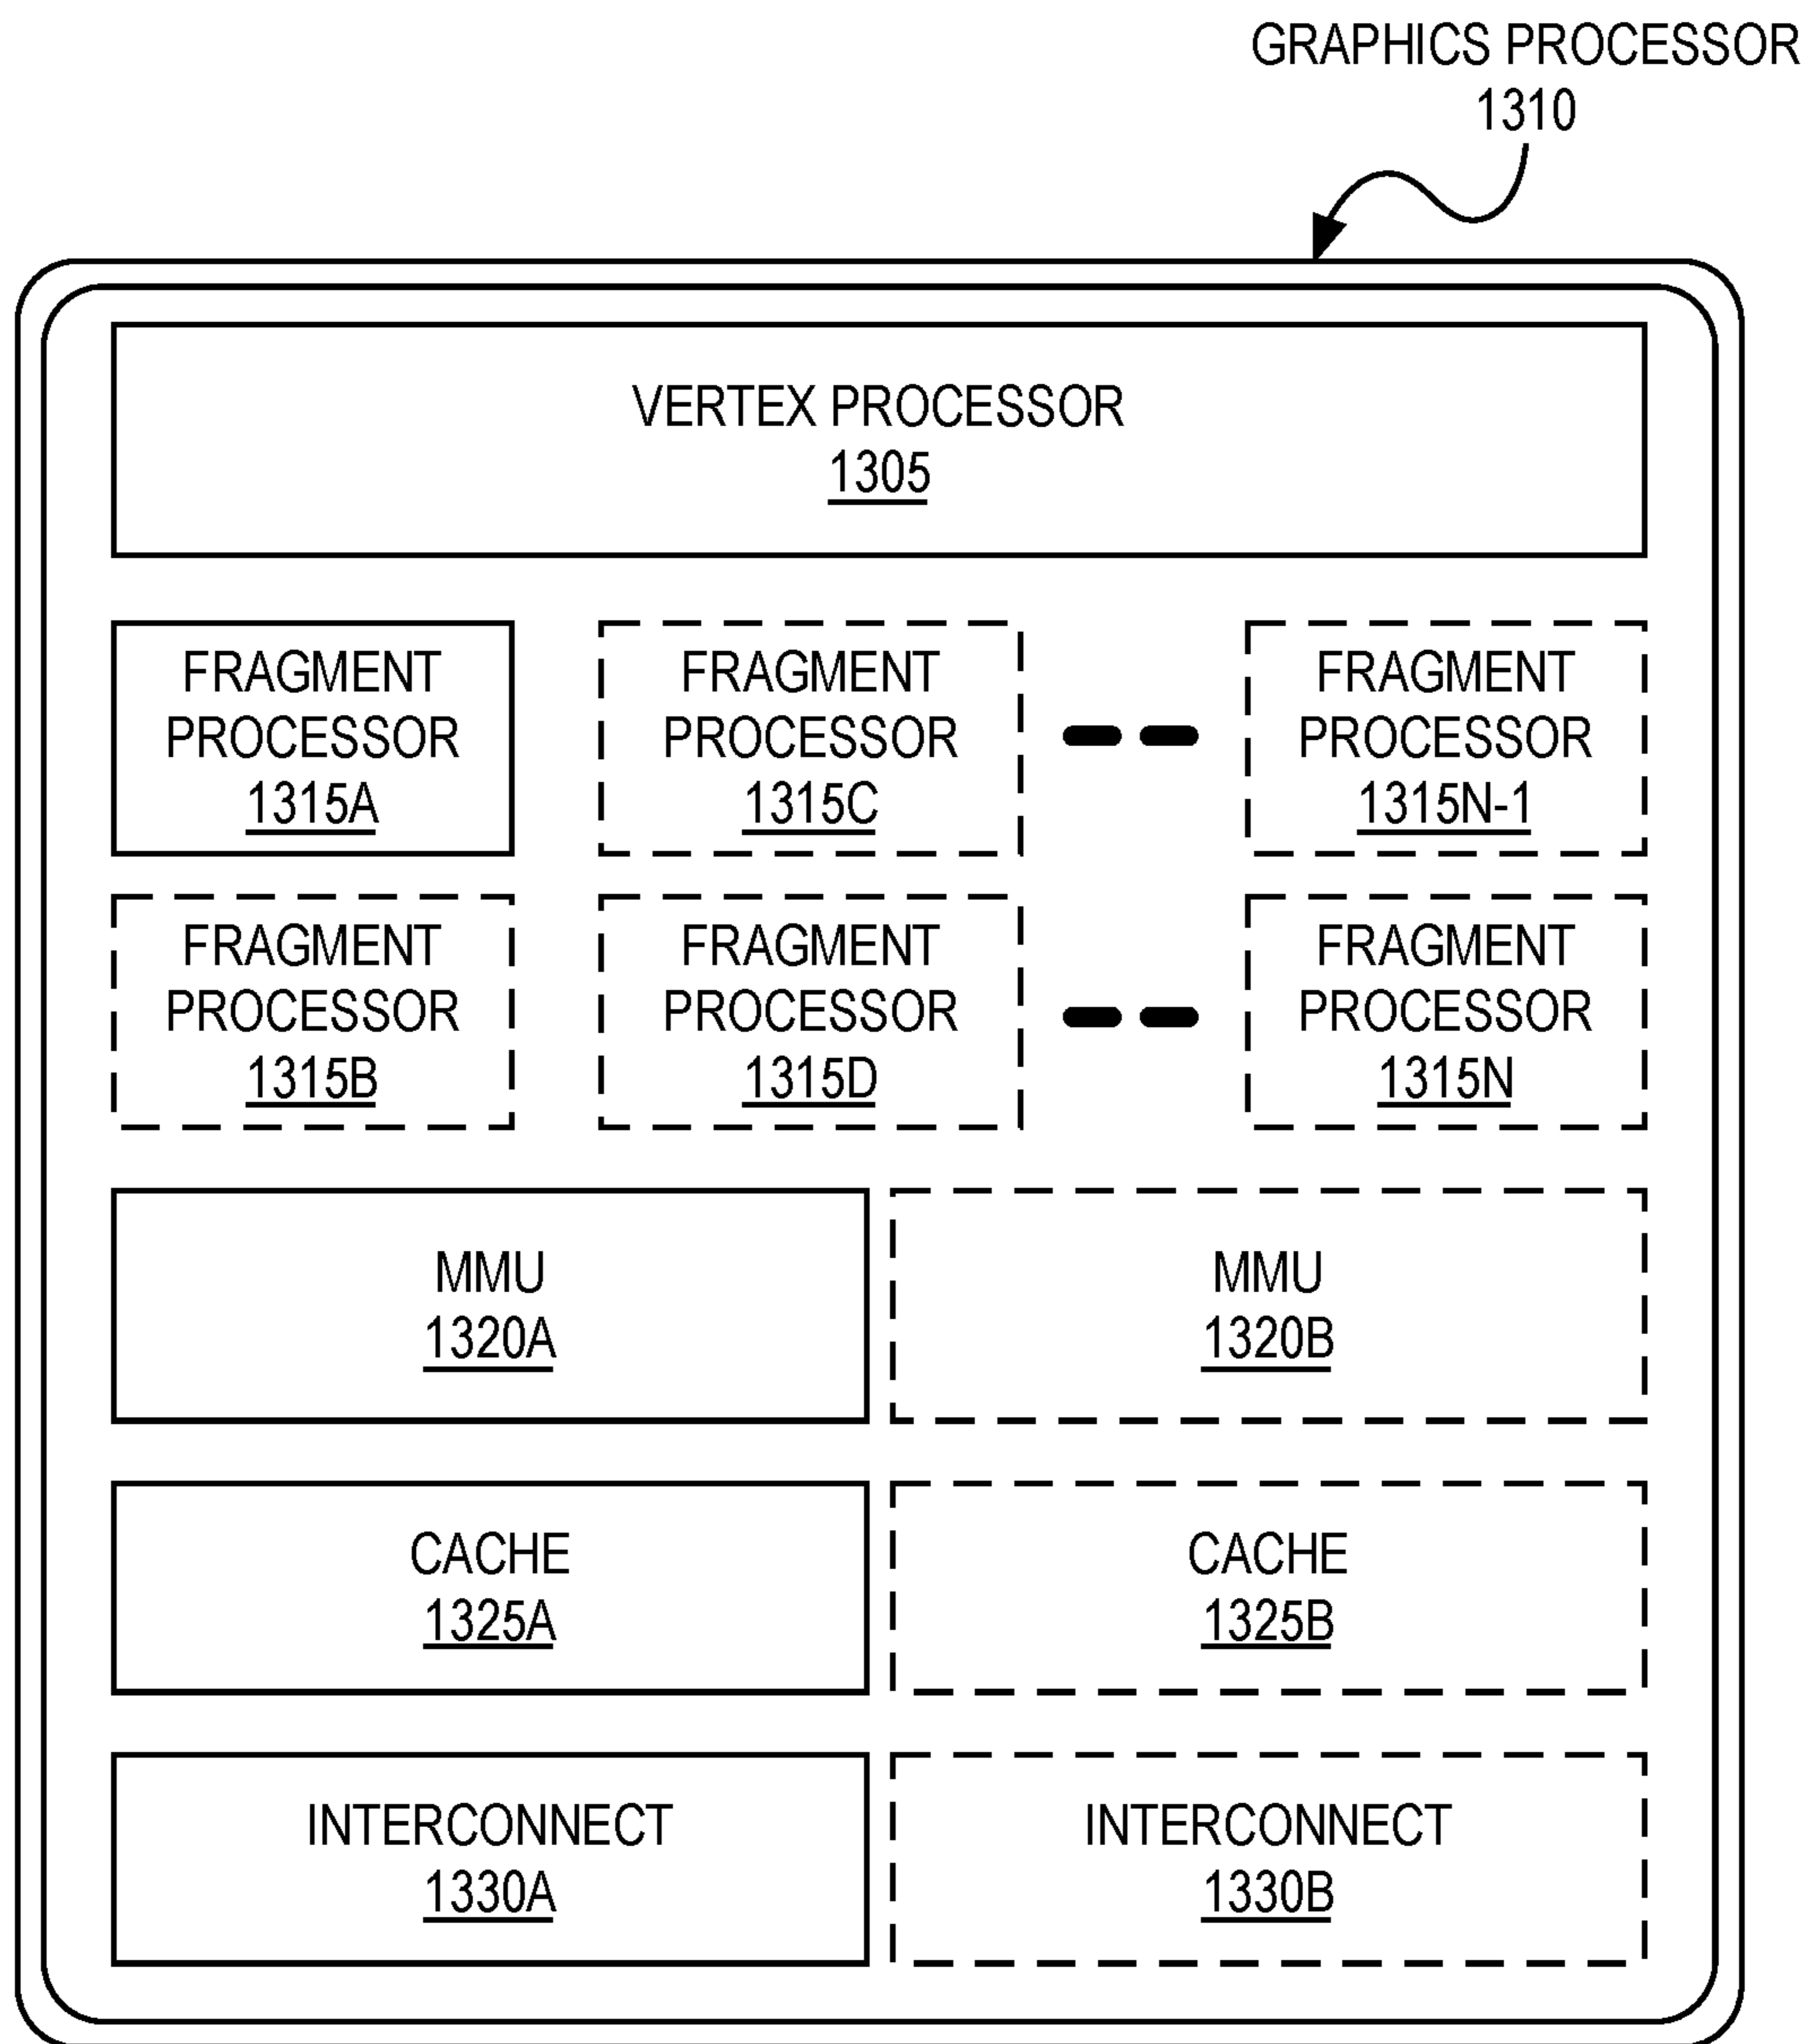 GRAPHICS PROCESSOR
1310
VERTEX PROCESSOR
1305
FRAGMENT
PROCESSOR
1315A
FRAGMENT
PROCESSOR
1315C
FRAGMENT
PROCESSOR
1315N-1
FRAGMENT
PROCESSOR
1315B
FRAGMENT
PROCESSOR
1315D
FRAGMENT
PROCESSOR
1315N
MMU
1320A
MMU
1320B
CACHE
1325A
CACHE
1325B
INTERCONNECT
1330A
INTERCONNECT
1330B